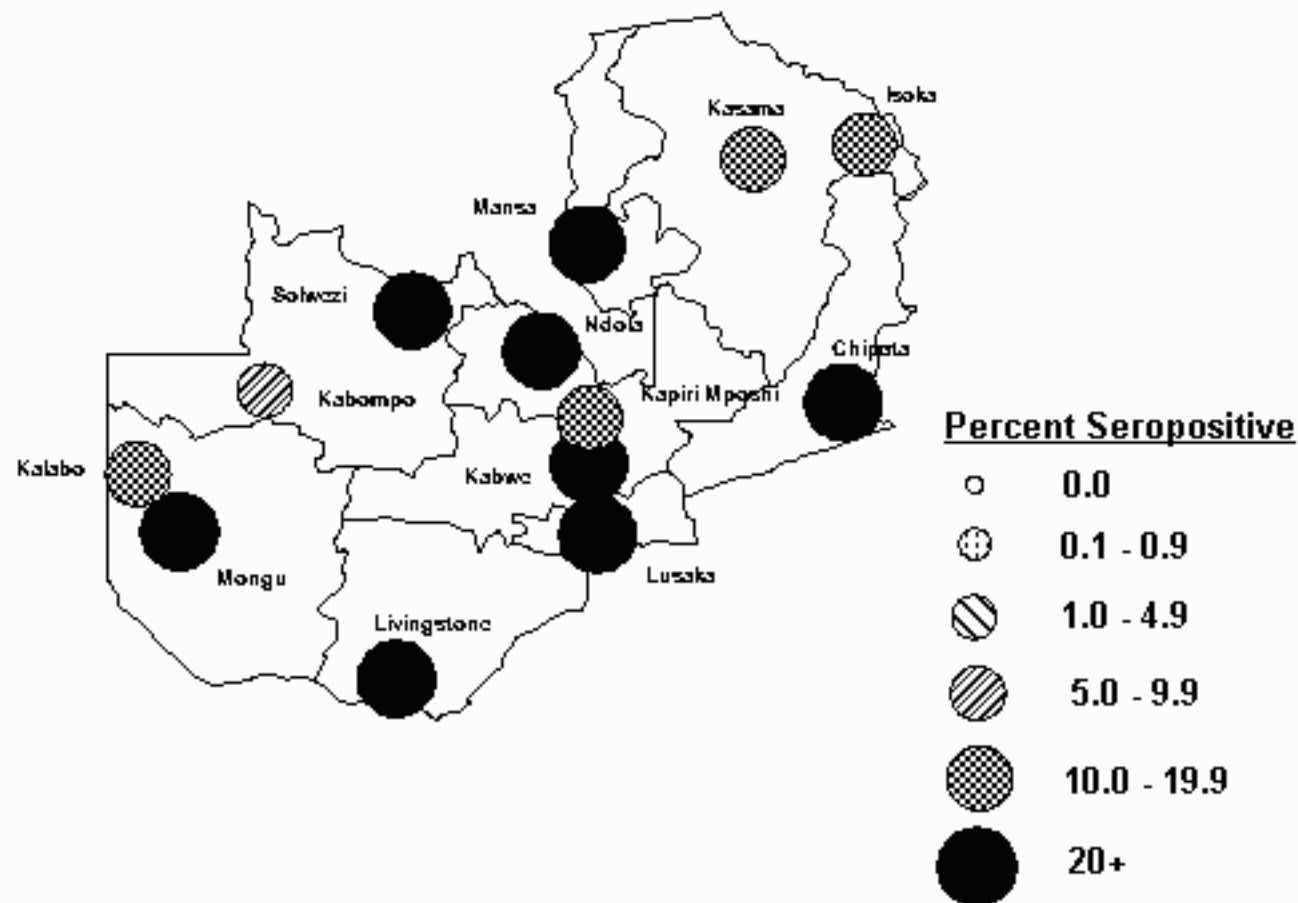 Isoka
Kasama
Mansa
Solwezi
Ndola
Chipata
Kabompo
Kapiri Mposhi
Kalabo
Kabwe
Mongu
Lusaka
Livingstone
Percent Seropositive
0.0
0.1 - 0.9
1.0 - 4.9
5.0 - 9.9
10.0 - 19.9
20+